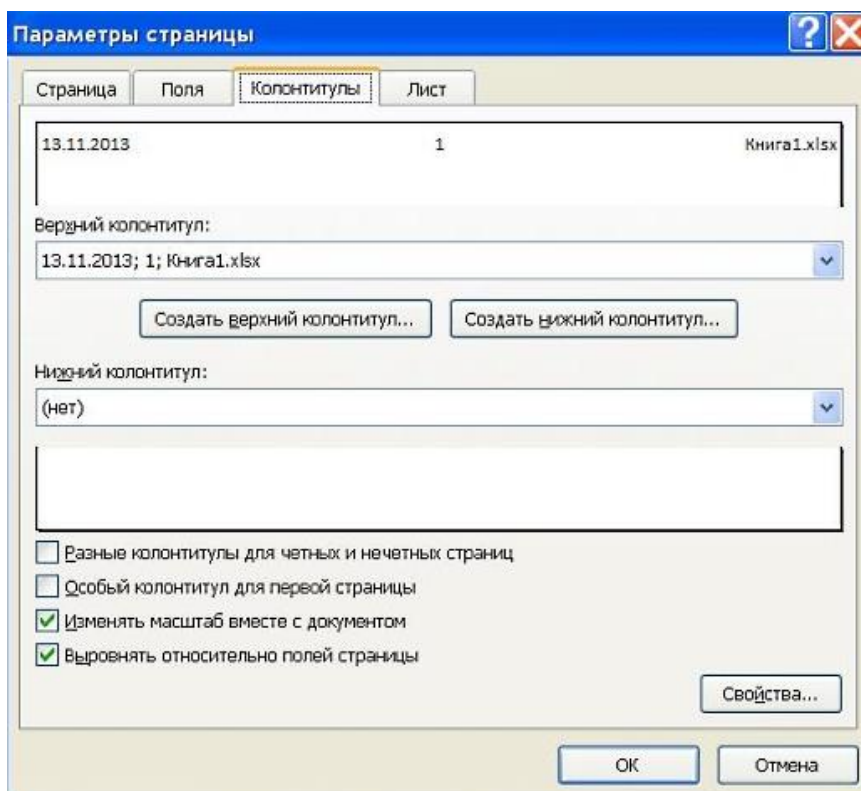 Параметры страницы
Страница Поля Колонтитулы Лист
13.11.2013 1 Книга1.xlsx
Верхний колонтитул:
13.11.2013; 1; Книга1.xlsx
Создать верхний колонтитул... Создать нижний колонтитул...
Нижний колонтитул:
(нет)
Разные колонтитулы для четных и нечетных страниц
Особый колонтитул для первой страницы
Изменять масштаб вместе с документом
Выровнять относительно полей страницы
Свойства...
ОК Отмена